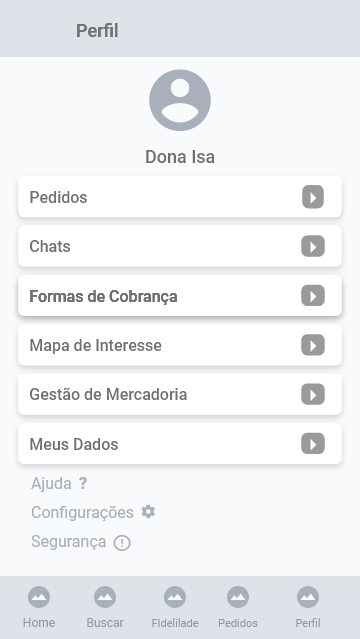 Perfil
Dona Isa
Pedidos
Chats
Formas de Cobrança
Mapa de Interesse
Gestão de Mercadoria
Meus Dados
Ajuda ?
Configurações
Segurança
Home Buscar FIdelilade Pedidos Perfil